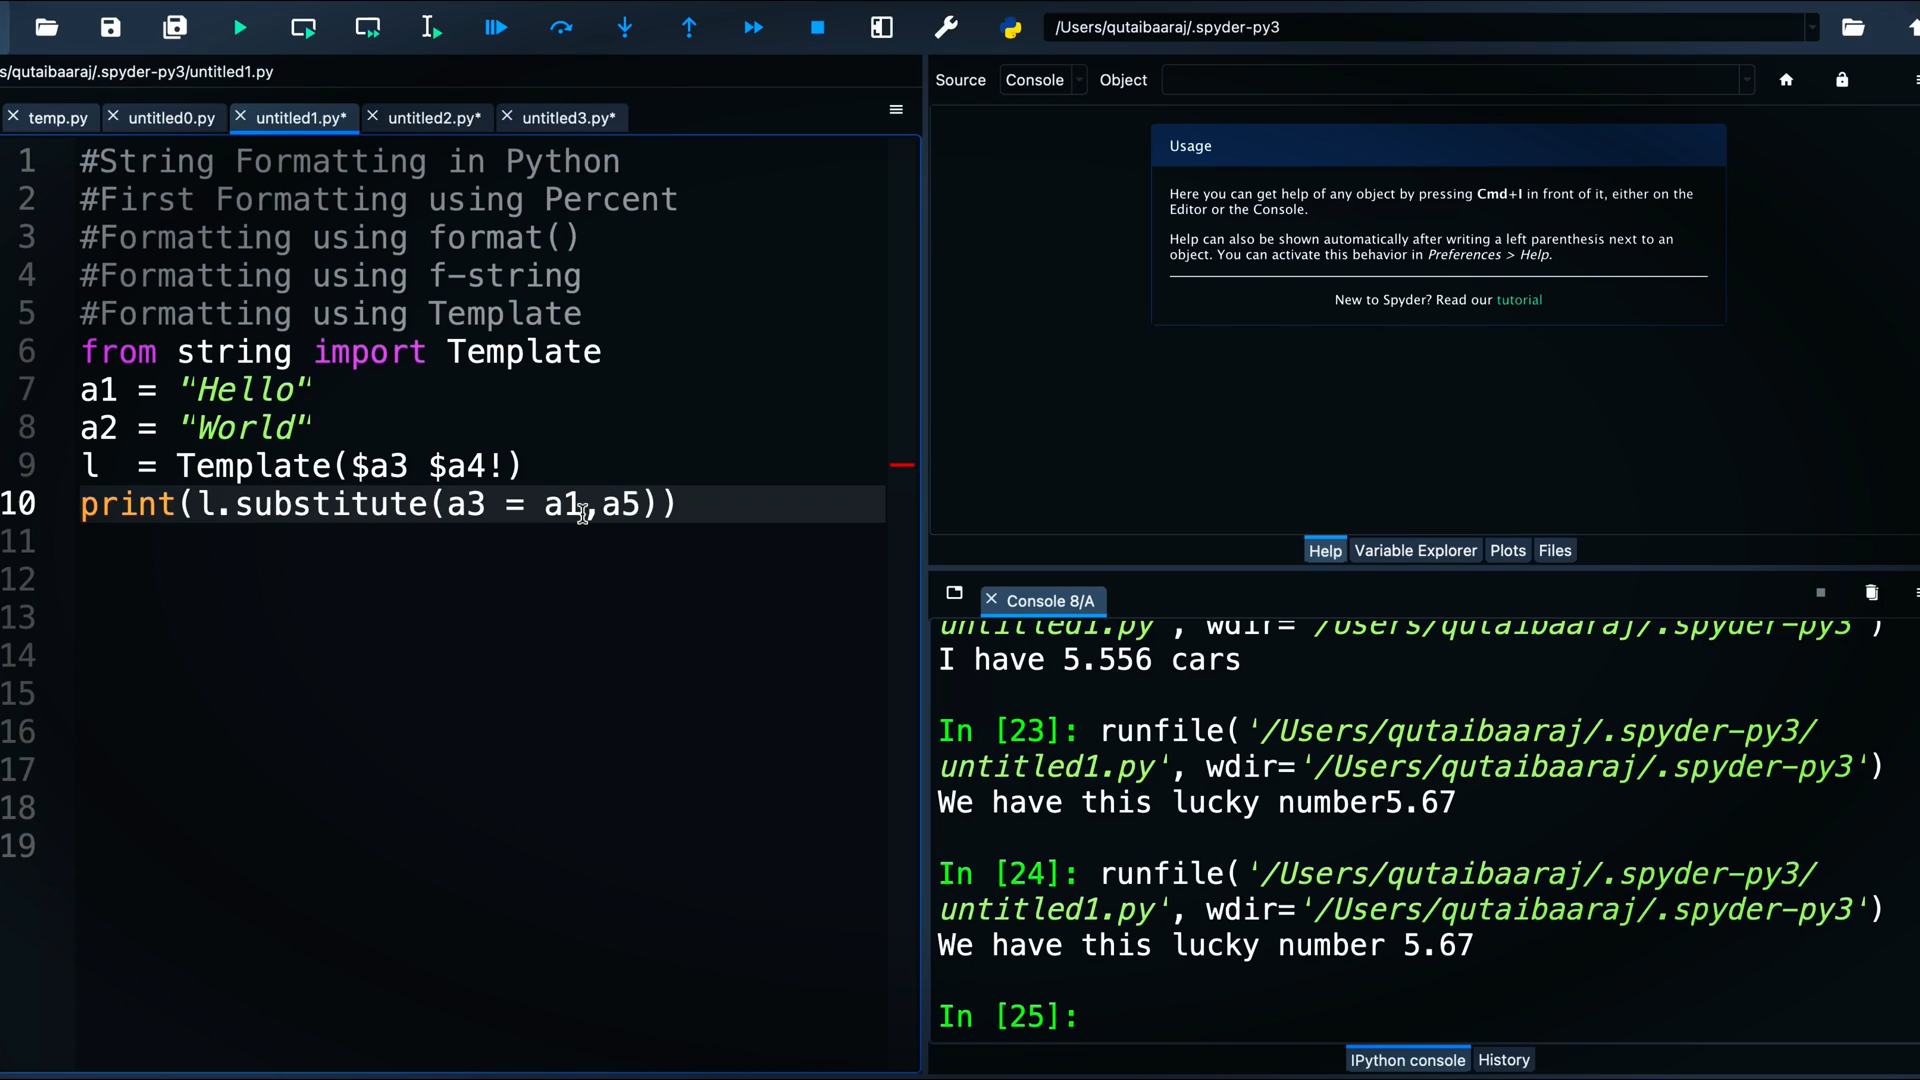 /Users/qutaibaaraj/.spyder-py3
s/qutaibaaraj/.spyder-py3/untitled1.py
temp.py
untitled0.py
untitled1.py*
untitled2.py*
untitled3.py*
1 #String Formatting in Python
2 #First Formatting using Percent
3 #Formatting using format()
4 #Formatting using f-string
5 #Formatting using Template
6 from string import Template
7 a1 = "Hello"
8 a2 = "World"
9 l  = Template($a3 $a4!)
10 print(l.substitute(a3 = a1,a5))
11
12
13
14
15
16
17
18
19
Source Console Object
Usage
Here you can get help of any object by pressing Cmd+I in front of it, either on the
Editor or the Console.
Help can also be shown automatically after writing a left parenthesis next to an
object. You can activate this behavior in Preferences > Help.
New to Spyder? Read our tutorial
Help Variable Explorer Plots Files
Console 8/A
untitled1.py', wdir='/Users/qutaibaaraj/.spyder-py3')
I have 5.556 cars
In [23]: runfile('/Users/qutaibaaraj/.spyder-py3/
untitled1.py', wdir='/Users/qutaibaaraj/.spyder-py3')
We have this lucky number5.67
In [24]: runfile('/Users/qutaibaaraj/.spyder-py3/
untitled1.py', wdir='/Users/qutaibaaraj/.spyder-py3')
We have this lucky number 5.67
In [25]:
IPython console History